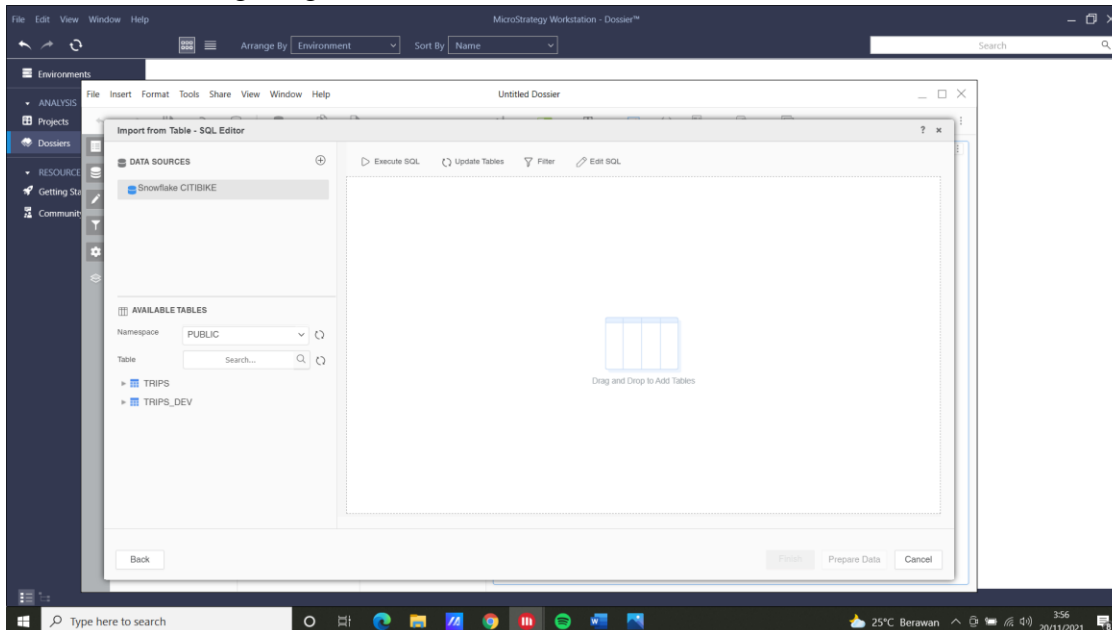 File Edit View Window Help
MicroStrategy Workstation - Dossier™
Arrange By Environment Sort By Name
Search
Environments
ANALYSIS
Projects
Dossiers
RESOURCE
Getting Sta
Community
File Insert Format Tools Share View Window Help
Untitled Dossier
Import from Table - SQL Editor
? ×
DATA SOURCES
Snowflake CITIBIKE
Execute SQL Update Tables Filter Edit SQL
AVAILABLE TABLES
Namespace PUBLIC
Table Search...
TRIPS
TRIPS_DEV
Drag and Drop to Add Tables
Back
Finish Prepare Data Cancel
Type here to search
25°C Berawan
3:56
20/11/2021